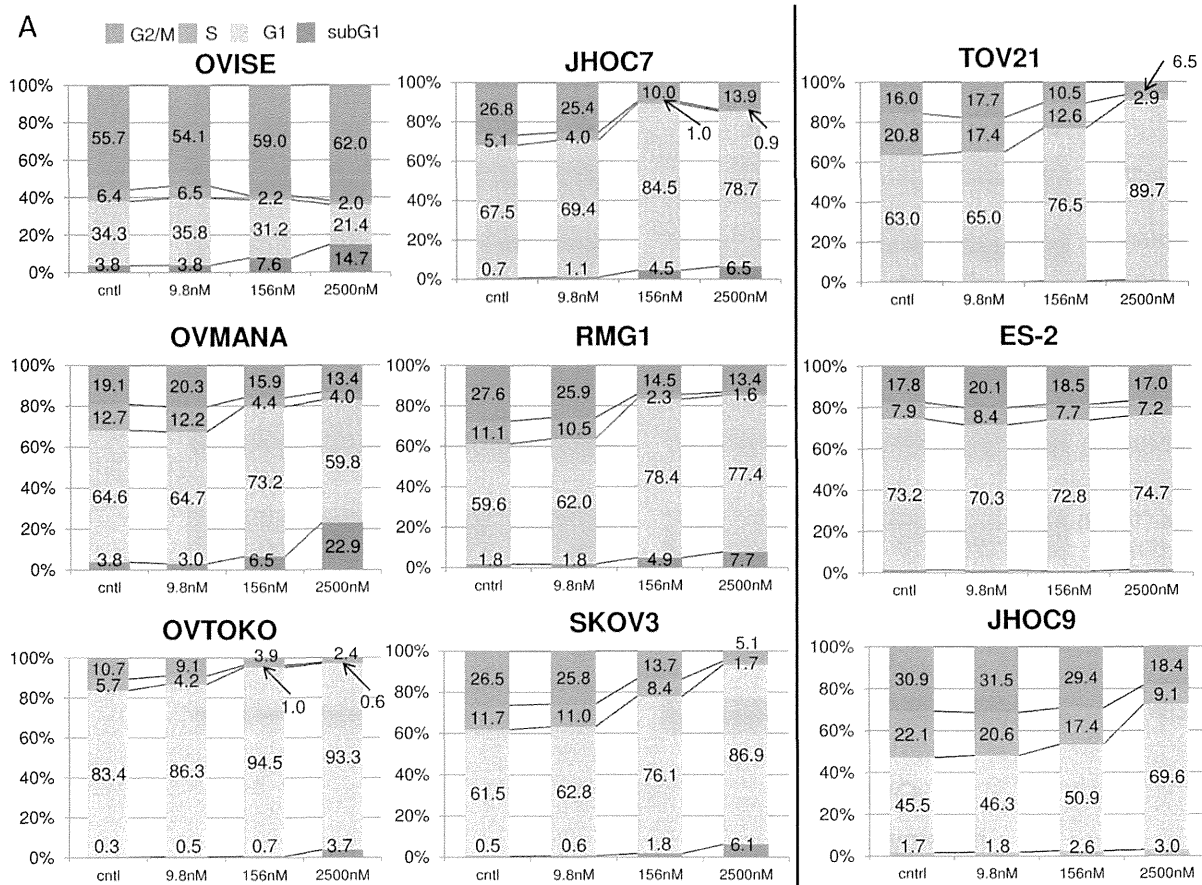 A
G2/M S G1 subG1
OVISE
100%
80%
60%
40%
20%
0%
55.7 54.1 59.0 62.0
6.4 6.5 2.2 2.0
34.3 35.8 31.2 21.4
3.8 3.8 7.6 14.7
cntl 9.8nM 156nM 2500nM
JHOC7
100%
80%
60%
40%
20%
0%
26.8 25.4 10.0 13.9
5.1 4.0 1.0 0.9
67.5 69.4 84.5 78.7
0.7 1.1 4.5 6.5
cntl 9.8nM 156nM 2500nM
TOV21
100%
80%
60%
40%
20%
0%
16.0 17.7 10.5 6.5
20.8 17.4 12.6 2.9
63.0 65.0 76.5 89.7
cntl 9.8nM 156nM 2500nM
OVMANA
100%
80%
60%
40%
20%
0%
19.1 20.3 15.9 13.4
12.7 12.2 4.4 4.0
64.6 64.7 73.2 59.8
3.8 3.0 6.5 22.9
cntl 9.8nM 156nM 2500nM
RMG1
100%
80%
60%
40%
20%
0%
27.6 25.9 14.5 13.4
11.1 10.5 2.3 1.6
59.6 62.0 78.4 77.4
1.8 1.8 4.9 7.7
cntrl 9.8nM 156nM 2500nM
ES-2
100%
80%
60%
40%
20%
0%
17.8 20.1 18.5 17.0
7.9 8.4 7.7 7.2
73.2 70.3 72.8 74.7
cntl 9.8nM 156nM 2500nM
OVTOKO
100%
80%
60%
40%
20%
0%
10.7 9.1 3.9 2.4
5.7 4.2 1.0 0.6
83.4 86.3 94.5 93.3
0.3 0.5 0.7 3.7
cntl 9.8nM 156nM 2500nM
SKOV3
100%
80%
60%
40%
20%
0%
26.5 25.8 13.7 5.1
11.7 11.0 8.4 1.7
61.5 62.8 76.1 86.9
0.5 0.6 1.8 6.1
cntl 9.8nM 156nM 2500nM
JHOC9
100%
80%
60%
40%
20%
0%
30.9 31.5 29.4 18.4
22.1 20.6 17.4 9.1
45.5 46.3 50.9 69.6
1.7 1.8 2.6 3.0
cntl 9.8nM 156nM 2500nM